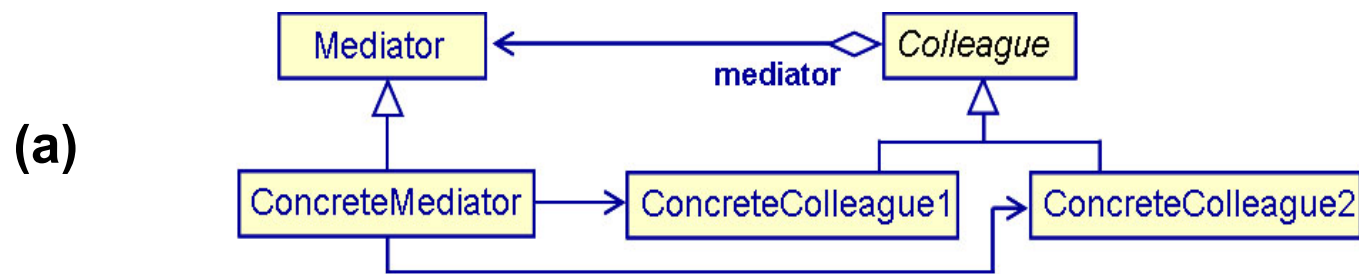 Mediator
Colleague
mediator
(a)
ConcreteMediator
ConcreteColleague1
ConcreteColleague2